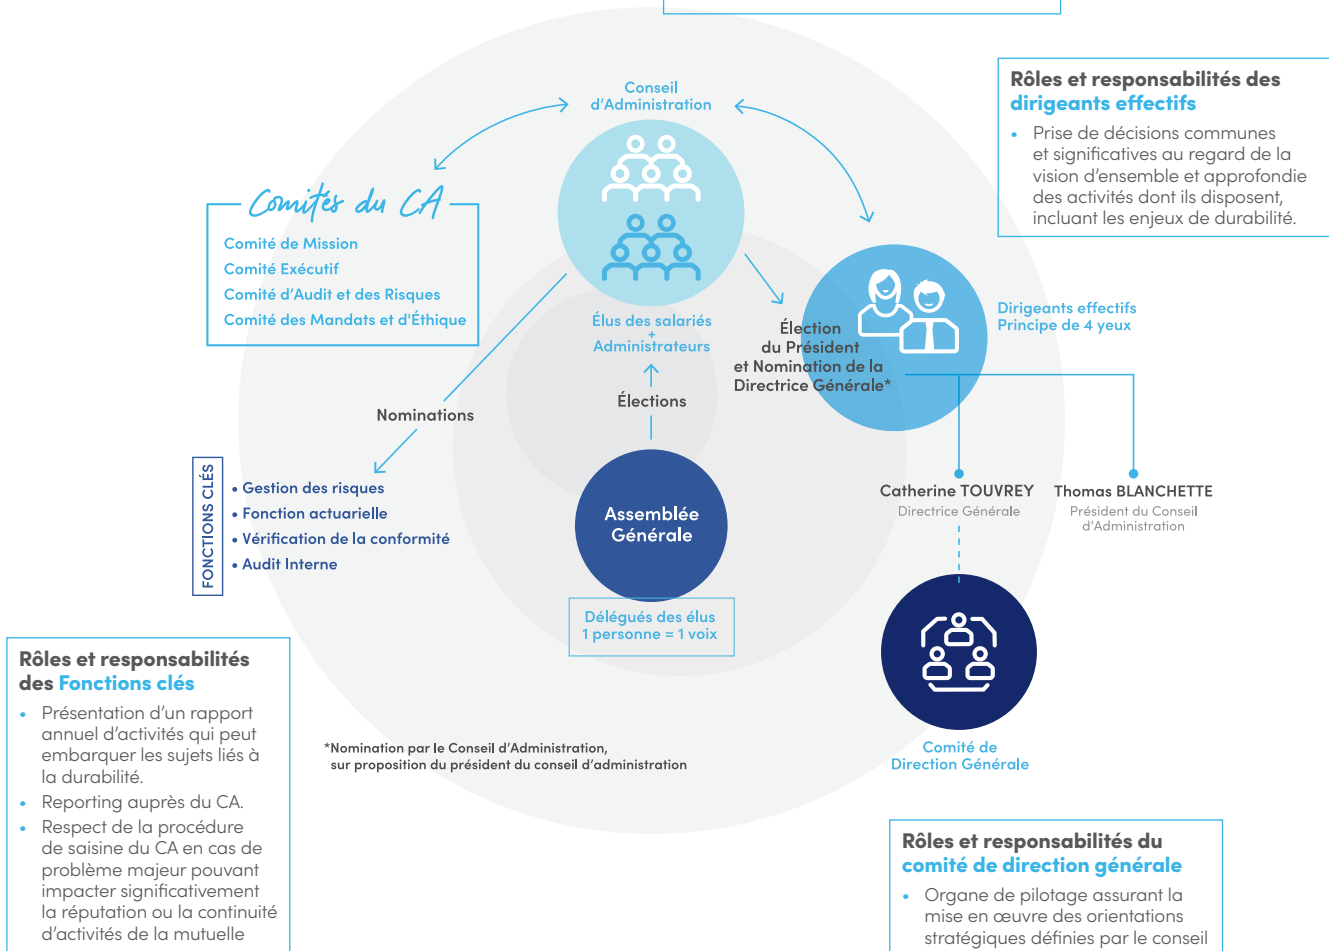 Rôles et responsabilités des
dirigeants effectifs
• Prise de décisions communes
et significatives au regard de la
vision d’ensemble et approfondie
des activités dont ils disposent,
incluant les enjeux de durabilité.
Conseil
d’Administration
Comités du CA
Comité de Mission
Comité Exécutif
Comité d’Audit et des Risques
Comité des Mandats et d'Éthique
Élus des salariés
+
Administrateurs
Élection
du Président
et Nomination de la
Directrice Générale*
Dirigeants effectifs
Principe de 4 yeux
Nominations
Élections
FONCTIONS CLÉS
• Gestion des risques
• Fonction actuarielle
• Vérification de la conformité
• Audit Interne
Assemblée
Générale
Délégués des élus
1 personne = 1 voix
Catherine TOUVREY
Directrice Générale
Thomas BLANCHETTE
Président du Conseil
d’Administration
Comité de
Direction Générale
*Nomination par le Conseil d’Administration,
sur proposition du président du conseil d’administration
Rôles et responsabilités
des Fonctions clés
• Présentation d’un rapport
annuel d’activités qui peut
embarquer les sujets liés à
la durabilité.
• Reporting auprès du CA.
• Respect de la procédure
de saisine du CA en cas de
problème majeur pouvant
impacter significativement
la réputation ou la continuité
d’activités de la mutuelle
Rôles et responsabilités du
comité de direction générale
• Organe de pilotage assurant la
mise en œuvre des orientations
stratégiques définies par le conseil